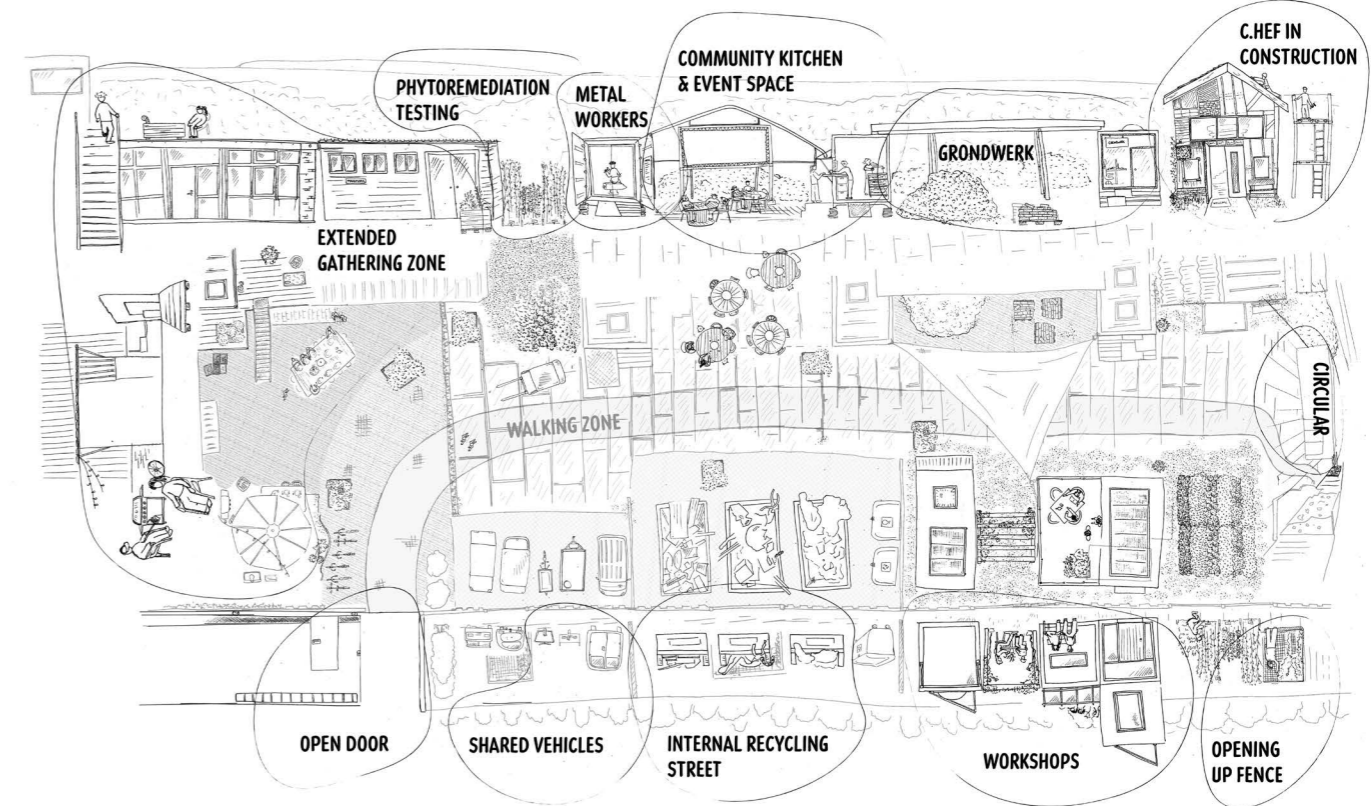 C.HEF IN
CONSTRUCTION
COMMUNITY KITCHEN
& EVENT SPACE
PHYTOREMEDIATION
TESTING
METAL
WORKERS
GRONDWERK
EXTENDED
GATHERING ZONE
WALKING ZONE
CIRCULAR
OPEN DOOR
SHARED VEHICLES
INTERNAL RECYCLING
STREET
WORKSHOPS
OPENING
UP FENCE